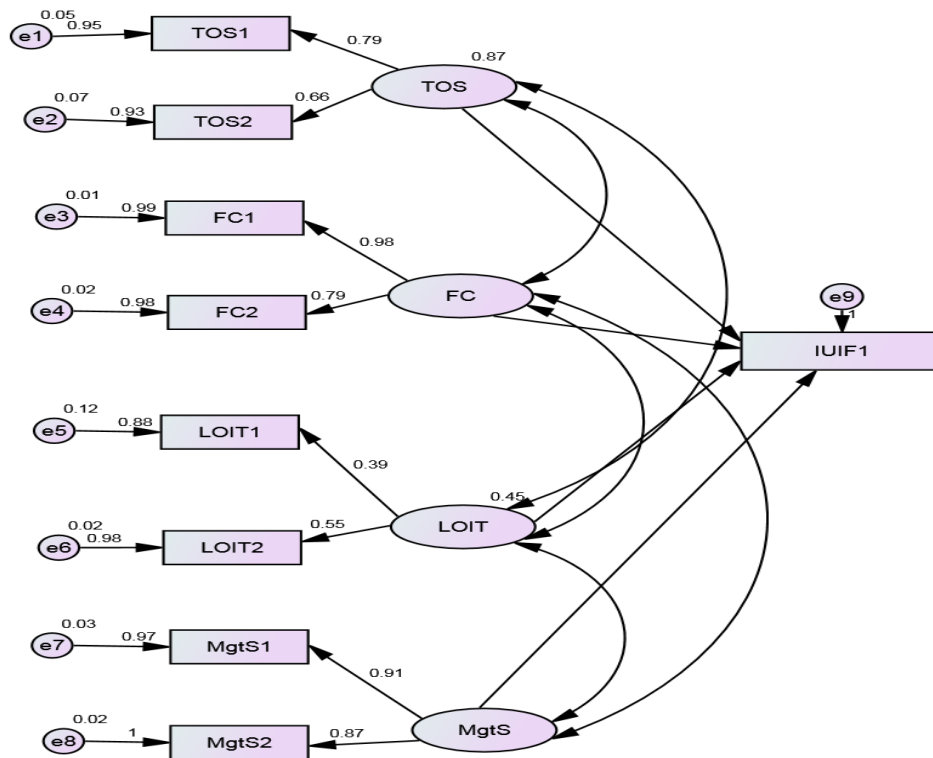 0.05
e1
0.95
TOS1
0.79
0.87
TOS
0.07
e2
0.93
TOS2
0.66
0.01
e3
0.99
FC1
0.98
0.02
e4
0.98
FC2
0.79
FC
e9
1
IUIF1
0.12
e5
0.88
LOIT1
0.39
0.45
LOIT
0.02
e6
0.98
LOIT2
0.55
0.03
e7
0.97
MgtS1
0.91
0.02
e8
1
MgtS2
0.87
MgtS